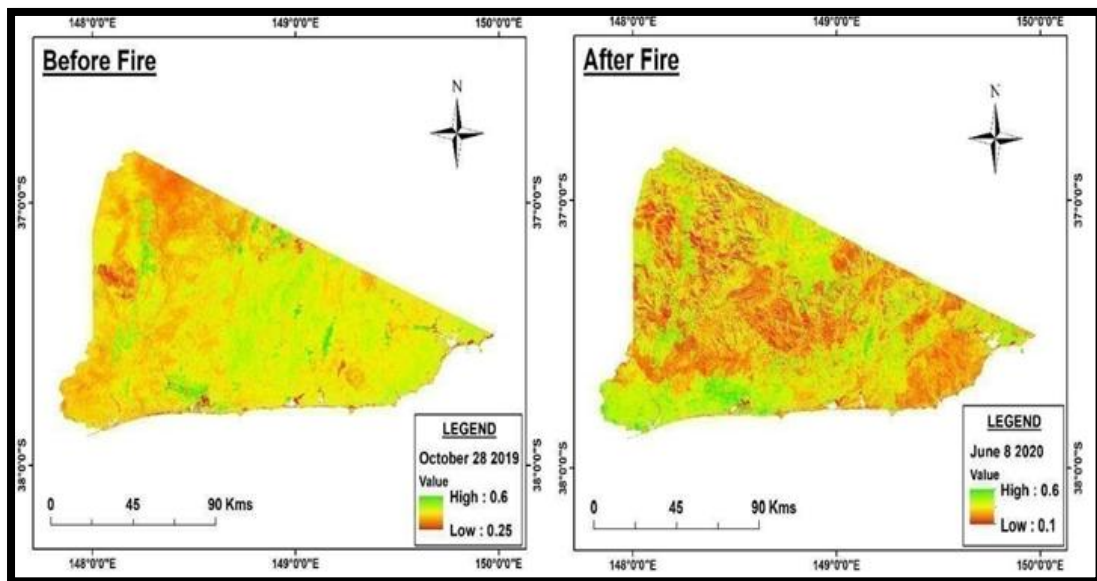 148°0'0"E 149°0'0"E 150°0'0"E
Before Fire
N
37°0'0"S
37°0'0"S
38°0'0"S
38°0'0"S
LEGEND
October 28 2019
Value
High : 0.6
Low : 0.25
0 45 90 Kms
148°0'0"E 149°0'0"E 150°0'0"E
148°0'0"E 149°0'0"E 150°0'0"E
After Fire
N
37°0'0"S
37°0'0"S
38°0'0"S
38°0'0"S
LEGEND
June 8 2020
Value
High : 0.6
Low : 0.1
0 45 90 Kms
148°0'0"E 149°0'0"E 150°0'0"E